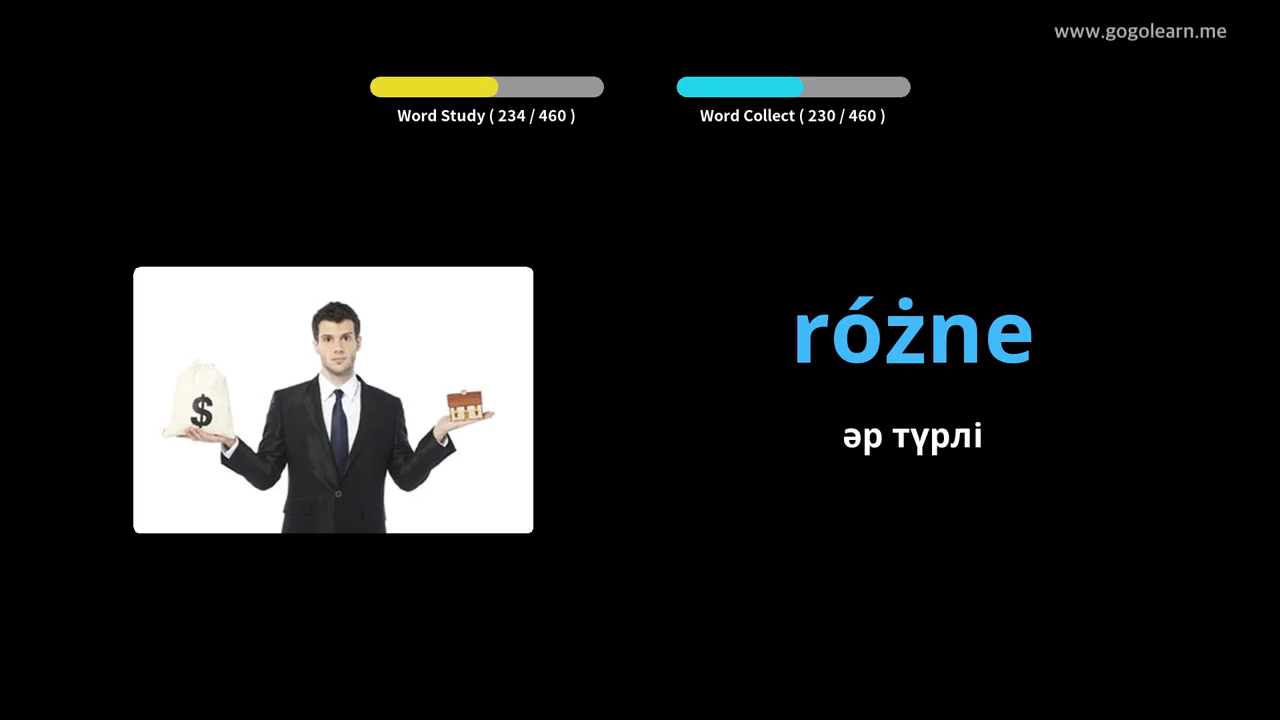 www.gogolearn.me
Word Study ( 234 / 460 )
Word Collect ( 230 / 460 )
$
różne
әр түрлі